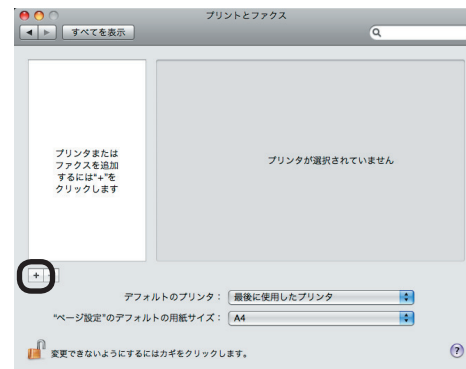 プリントとファクス
すべてを表示
プリンタまたは
ファクスを追加
するには"+"を
クリックします
プリンタが選択されていません
+
デフォルトのプリンタ：
最後に使用したプリンタ
"ページ設定"のデフォルトの用紙サイズ：
A4
変更できないようにするにはカギをクリックします。
?